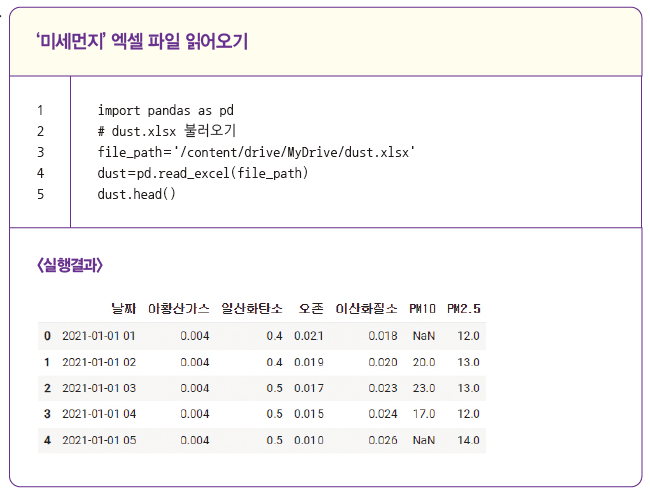 ‘미세먼지’ 엑셀 파일 읽어오기
1 import pandas as pd
2 # dust.xlsx 불러오기
3 file_path='/content/drive/MyDrive/dust.xlsx'
4 dust=pd.read_excel(file_path)
5 dust.head()
<실행결과>
날짜 아황산가스 일산화탄소 오존 이산화질소 PM10 PM2.5
0 2021-01-01 01 0.004 0.4 0.021 0.018 NaN 12.0
1 2021-01-01 02 0.004 0.4 0.019 0.020 20.0 13.0
2 2021-01-01 03 0.004 0.5 0.017 0.023 23.0 13.0
3 2021-01-01 04 0.004 0.5 0.015 0.024 17.0 12.0
4 2021-01-01 05 0.004 0.5 0.010 0.026 NaN 14.0